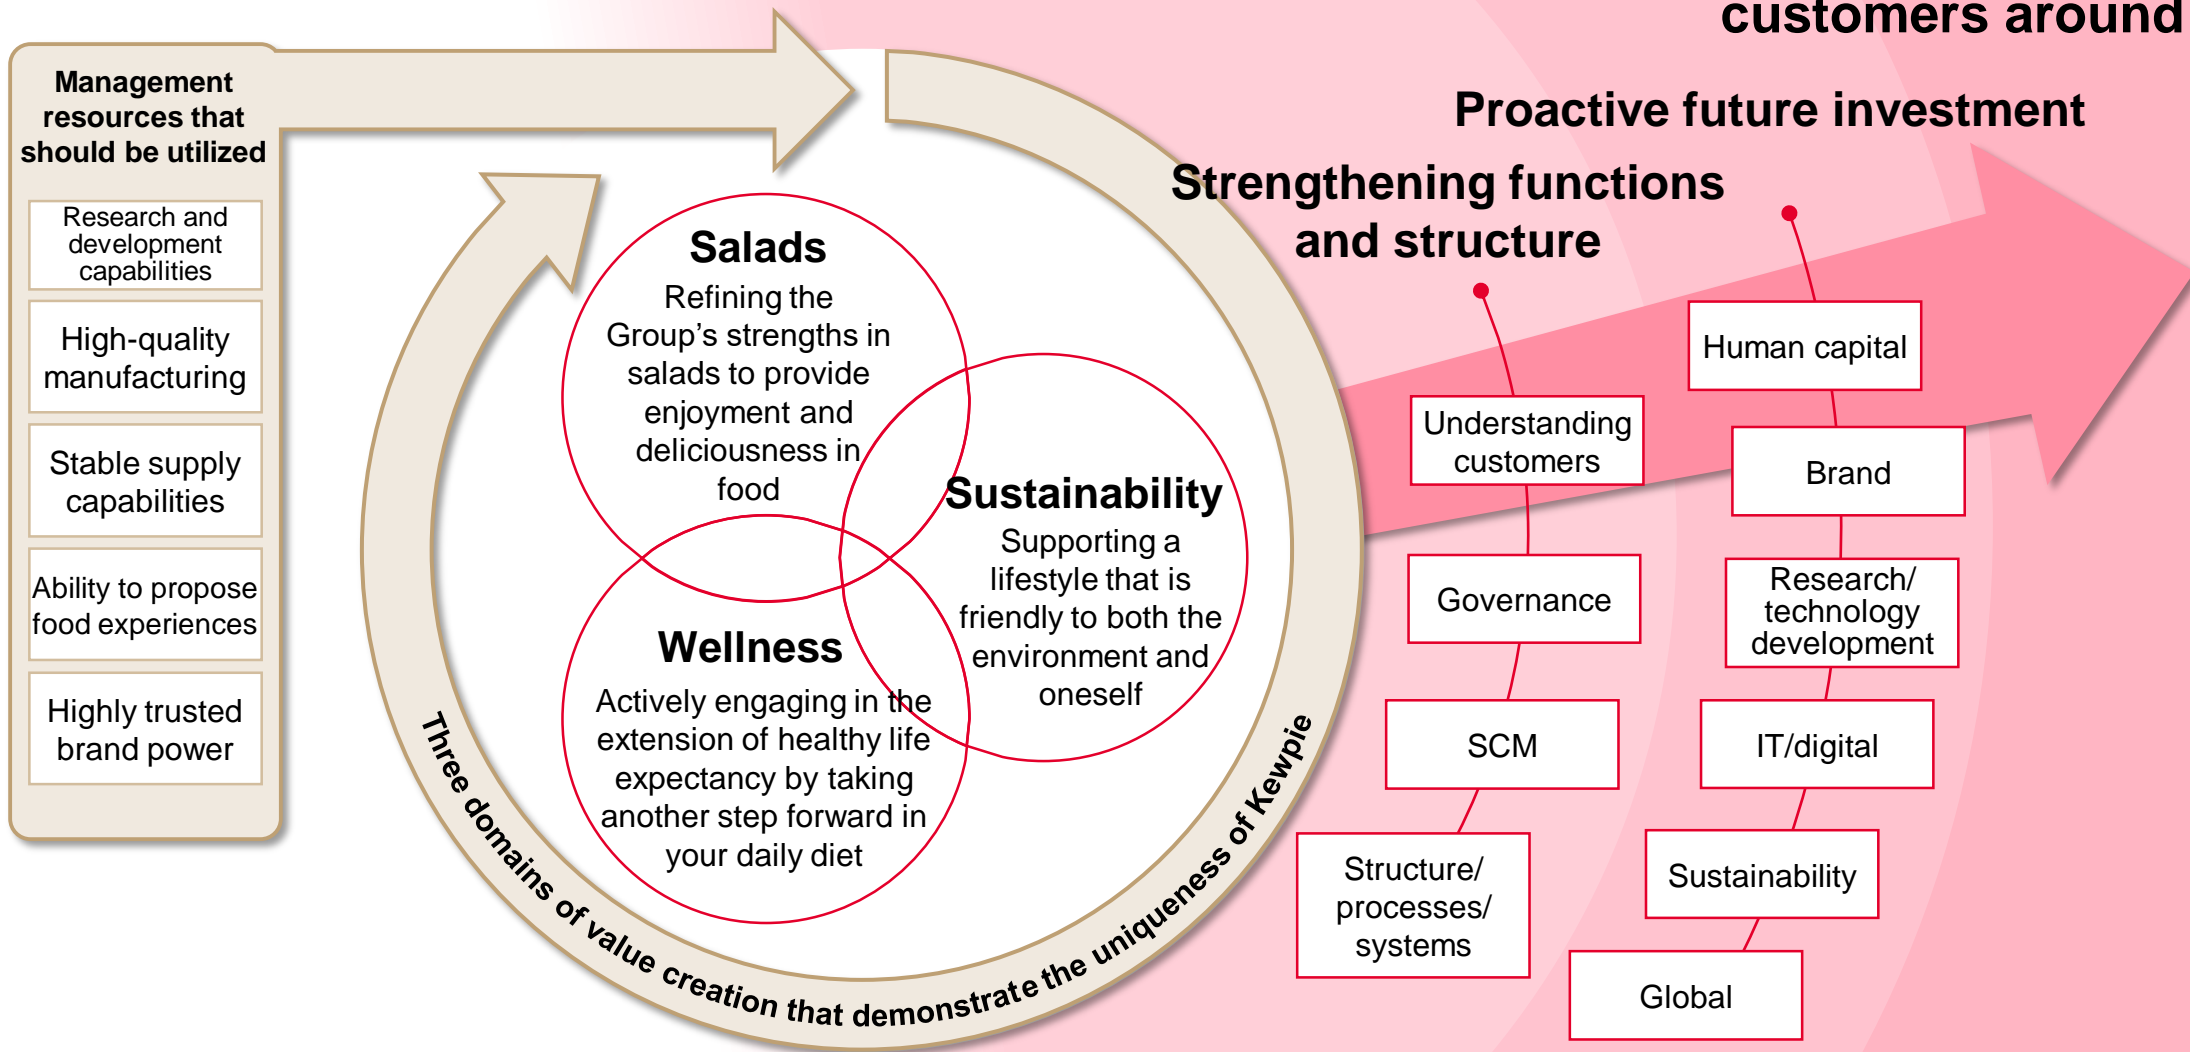 customers around
Proactive future investment
Strengthening functions
and structure
Management
resources that
should be utilized
Research and
development
capabilities
High-quality
manufacturing
Stable supply
capabilities
Ability to propose
food experiences
Highly trusted
brand power
Salads
Refining the
Group’s strengths in
salads to provide
enjoyment and
deliciousness in
food
Sustainability
Supporting a
lifestyle that is
friendly to both the
environment and
oneself
Wellness
Actively engaging in the
extension of healthy life
expectancy by taking
another step forward in
your daily diet
Three domains of value creation that demonstrate the uniqueness of Kewpie
Understanding
customers
Governance
SCM
Structure/
processes/
systems
Human capital
Brand
Research/
technology
development
IT/digital
Sustainability
Global